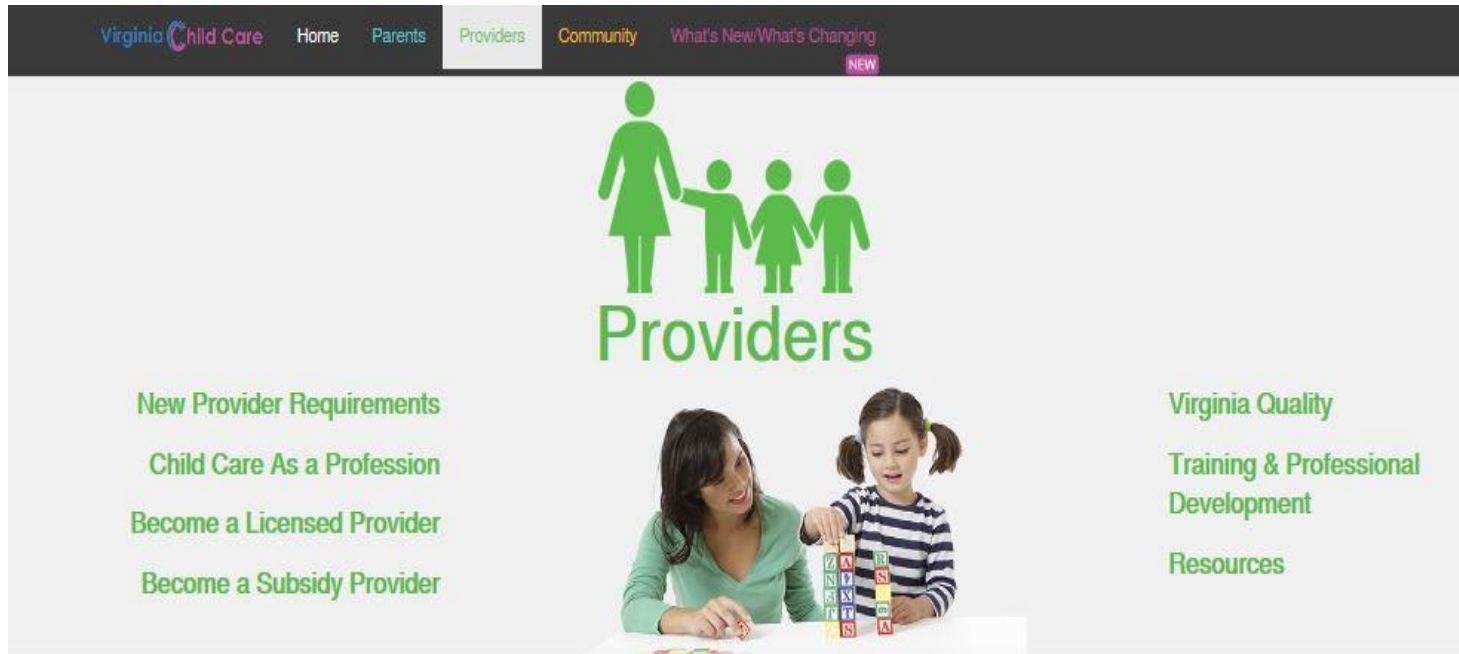 Virginia Child Care Home Parents Providers Community What's New/What's Changing
NEW
Providers
New Provider Requirements
Child Care As a Profession
Become a Licensed Provider
Become a Subsidy Provider
Virginia Quality
Training & Professional
Development
Resources